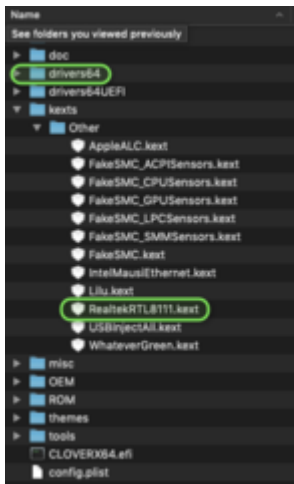 Name
See folders you viewed previously
doc
drivers64
drivers64UEFI
kexts
Other
AppleALC.kext
FakeSMC_ACPISensors.kext
FakeSMC_CPUSensors.kext
FakeSMC_GPUSensors.kext
FakeSMC_LPCSensors.kext
FakeSMC_SMMSensors.kext
FakeSMC.kext
IntelMausiEthernet.kext
Lilu.kext
RealtekRTL8111.kext
USBInjectAll.kext
WhateverGreen.kext
misc
OEM
ROM
themes
tools
CLOVERX64.efi
config.plist